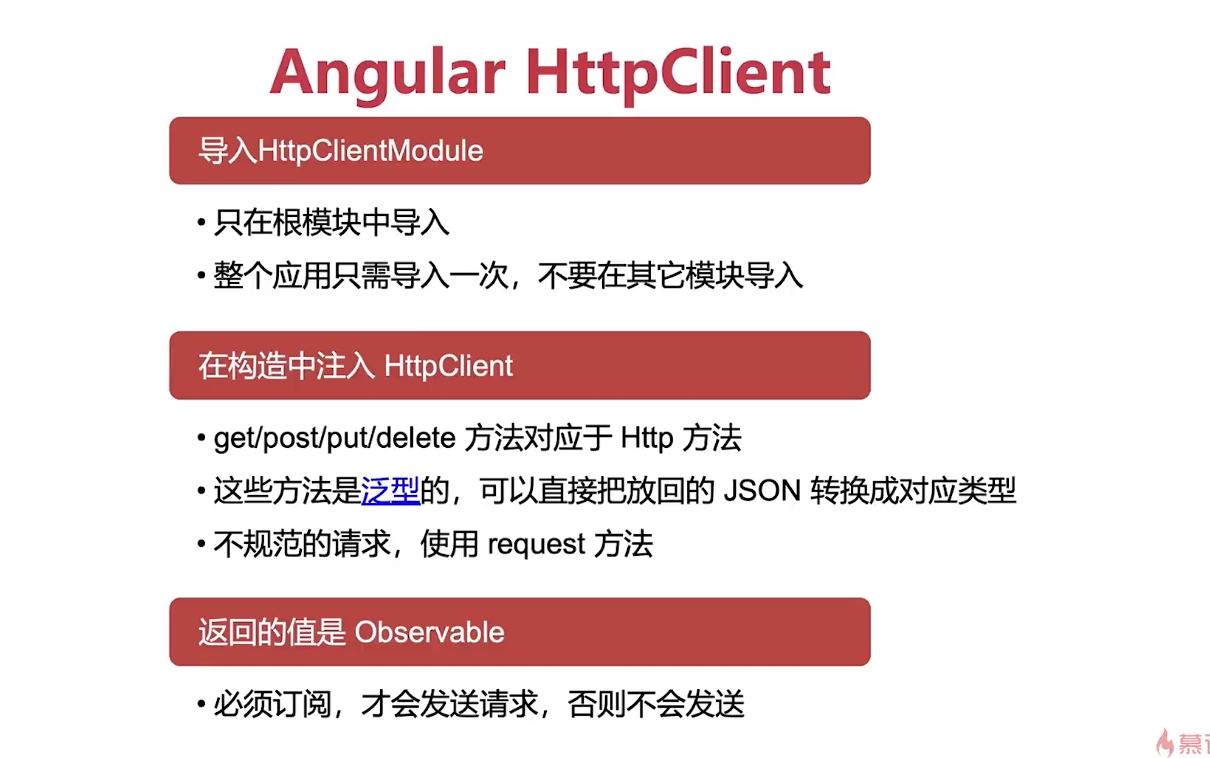 Angular HttpClient
导入HttpClientModule
• 只在根模块中导入
• 整个应用只需导入一次，不要在其它模块导入
在构造中注入 HttpClient
• get/post/put/delete 方法对应于 Http 方法
• 这些方法是泛型的，可以直接把放回的 JSON 转换成对应类型
• 不规范的请求，使用 request 方法
返回的值是 Observable
• 必须订阅，才会发送请求，否则不会发送
慕